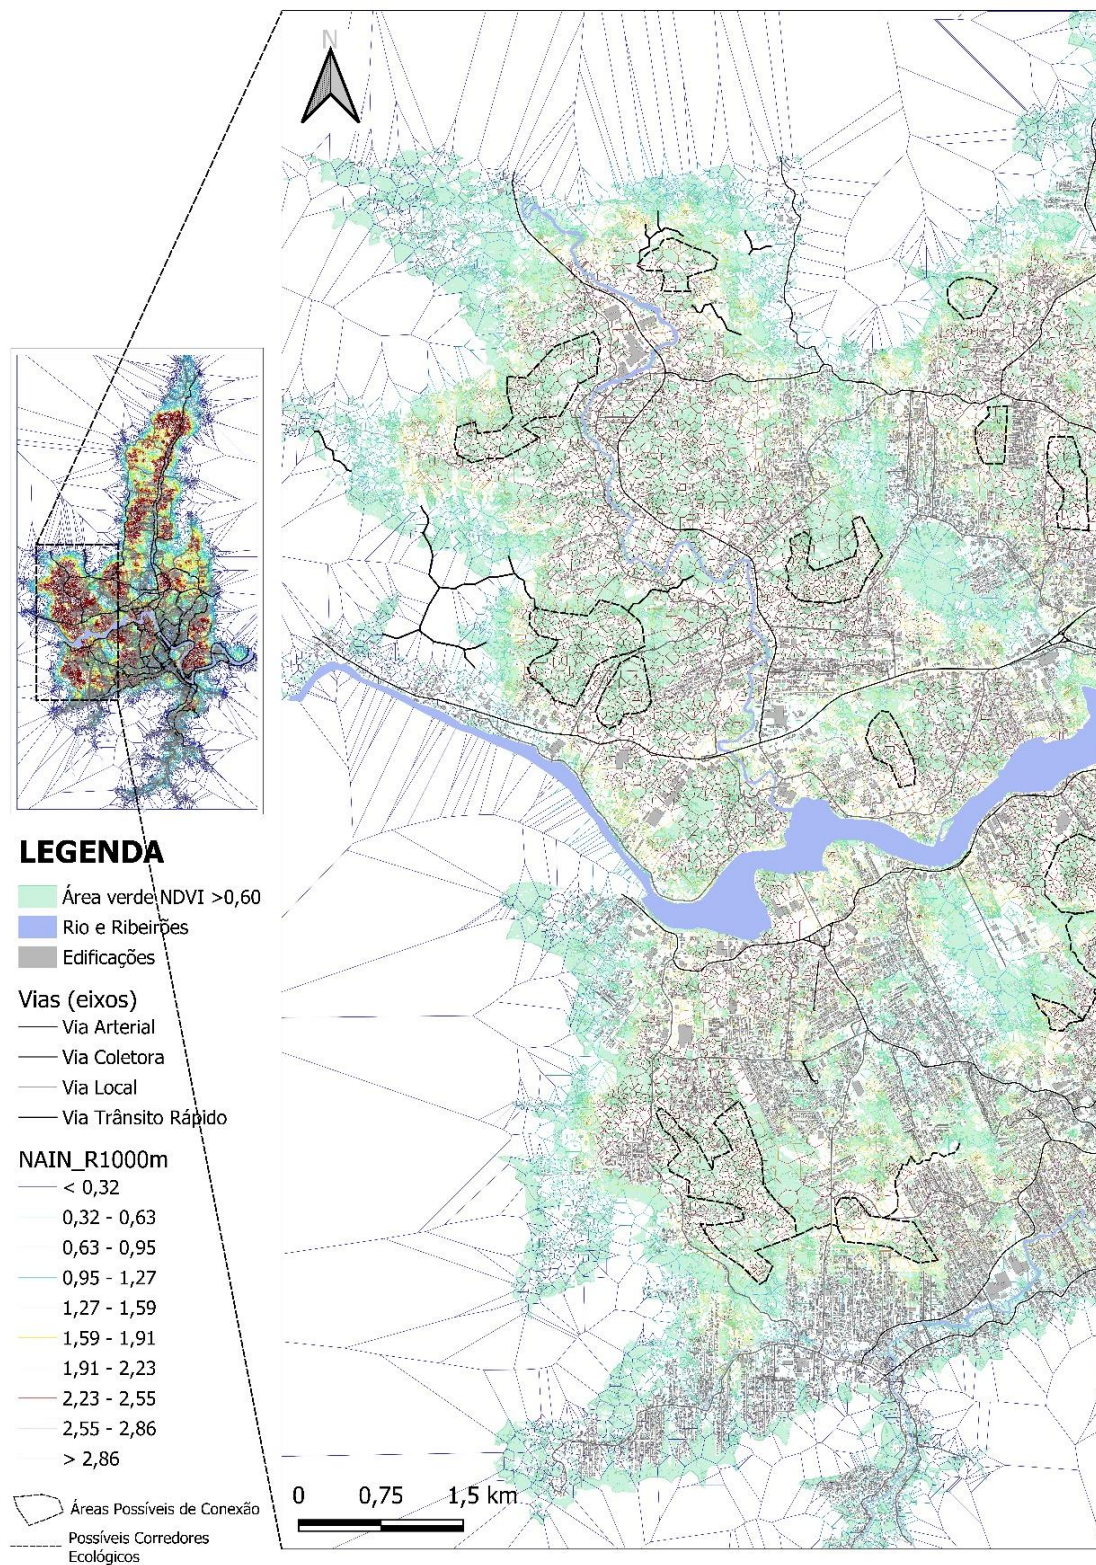 N
LEGENDA
Área verde NDVI >0,60
Rio e Ribeirões
Edificações
Vias (eixos)
Via Arterial
Via Coletora
Via Local
Via Trânsito Rápido
NAIN_R1000m
< 0,32
0,32 - 0,63
0,63 - 0,95
0,95 - 1,27
1,27 - 1,59
1,59 - 1,91
1,91 - 2,23
2,23 - 2,55
2,55 - 2,86
> 2,86
Áreas Possíveis de Conexão
Possíveis Corredores
Ecológicos
0 0,75 1,5 km